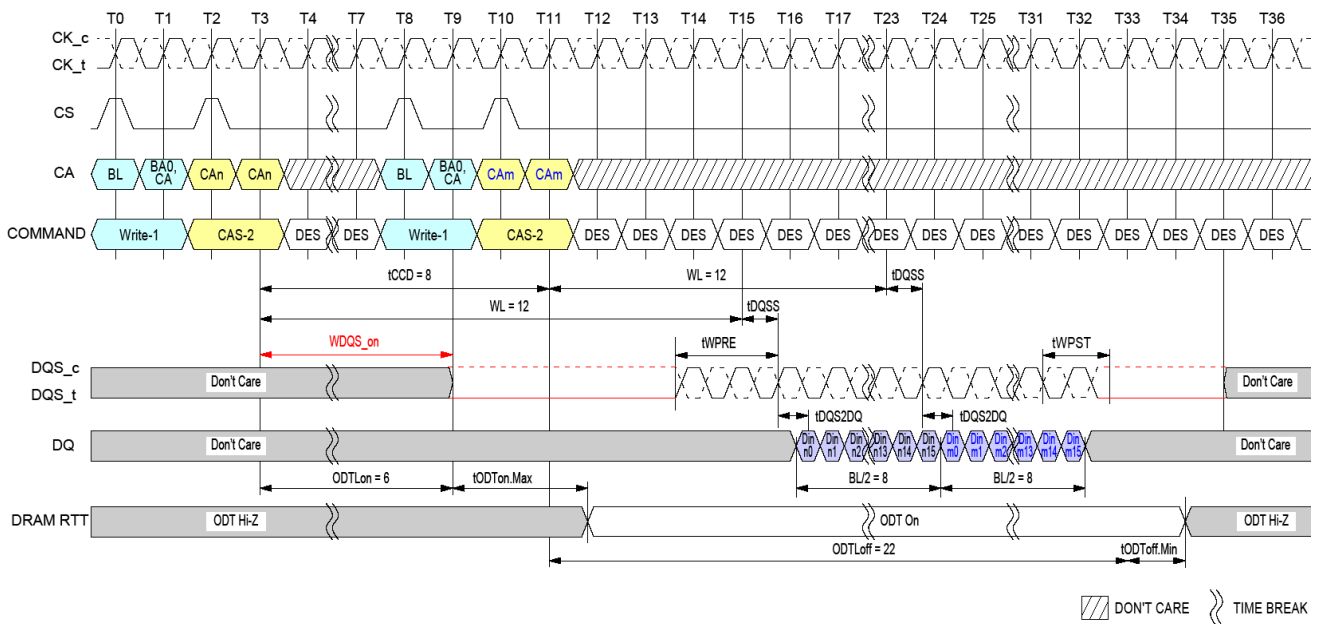 T0 T1 T2 T3 T4 T7 T8 T9 T10 T11 T12 T13 T14 T15 T16 T17 T23 T24 T25 T31 T32 T33 T34 T35 T36
CK_c
CK_t
CS
CA BL BA0, CA CAn CAn BL BA0, CA CAm CAm
COMMAND Write-1 CAS-2 DES DES Write-1 CAS-2 DES DES DES DES DES DES DES DES DES DES DES DES DES DES DES
tCCD = 8 WL = 12 tDQSS
WL = 12 tDQSS
WDQS_on tWPRE tWPST
DQS_c
DQS_t Don't Care Don't Care
tDQS2DQ tDQS2DQ
DQ Don't Care Din n0 Din n1 Din n2 Din n13 Din n14 Din n15 Din m0 Din m1 Din m2 Din m13 Din m14 Din m15 Don't Care
ODTLon = 6 tODTon.Max BL/2 = 8 BL/2 = 8
DRAM RTT ODT Hi-Z ODT On ODT Hi-Z
ODTLoff = 22 tODToff.Min
DON'T CARE TIME BREAK